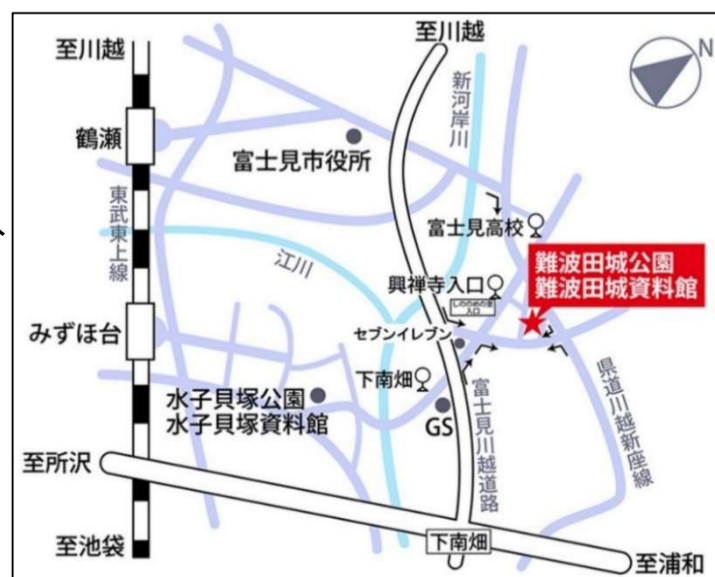 至川越
至川越
N
鶴瀬
新河岸川
富士見市役所
東武東上線
富士見高校
難波田城公園
難波田城資料館
江川
興禅寺入口
入口
セブンイレブン
みずほ台
下南畑
水子貝塚公園
水子貝塚資料館
GS
富士見川越道路
県道川越新座線
至所沢
下南畑
至池袋
至浦和